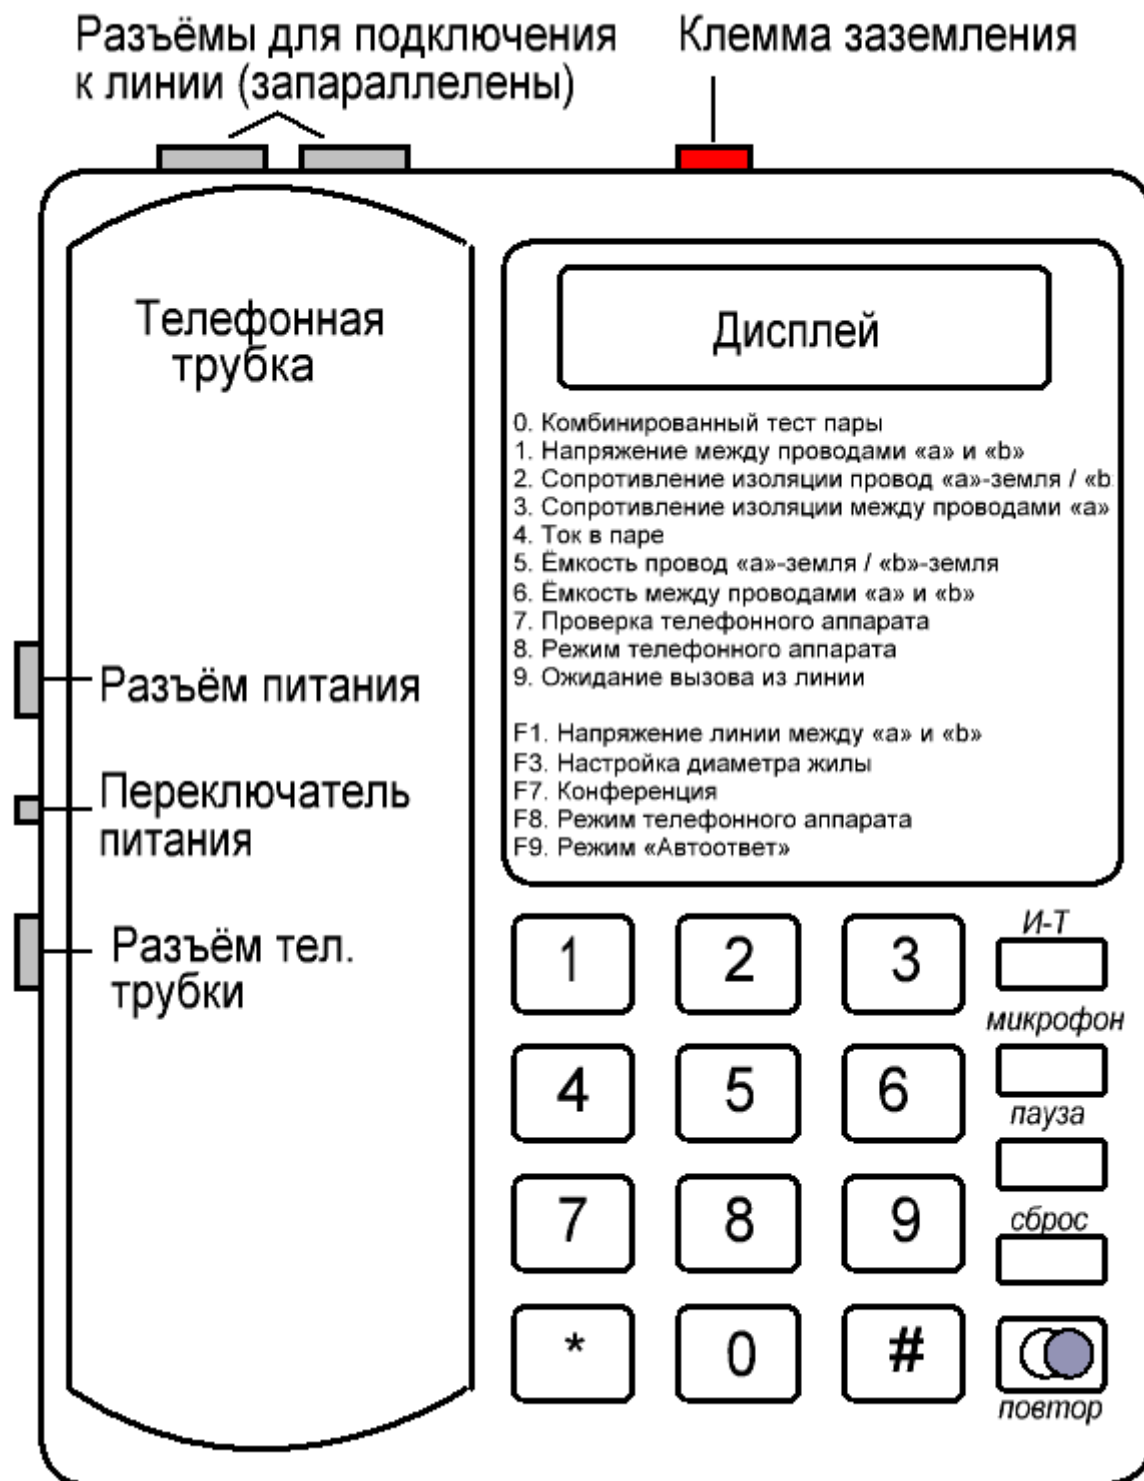 Разъёмы для подключения
к линии (запараллелены)
Клемма заземления
Телефонная
трубка
Дисплей
0. Комбинированный тест пары
1. Напряжение между проводами «a» и «b»
2. Сопротивление изоляции провод «a»-земля / «b
3. Сопротивление изоляции между проводами «a»
4. Ток в паре
5. Ёмкость провод «a»-земля / «b»-земля
6. Ёмкость между проводами «a» и «b»
7. Проверка телефонного аппарата
8. Режим телефонного аппарата
9. Ожидание вызова из линии
F1. Напряжение линии между «a» и «b»
F3. Настройка диаметра жилы
F7. Конференция
F8. Режим телефонного аппарата
F9. Режим «Автоответ»
Разъём питания
Переключатель
питания
Разъём тел.
трубки
1 2 3
И-Т
микрофон
4 5 6
пауза
7 8 9
сброс
* 0 #
повтор